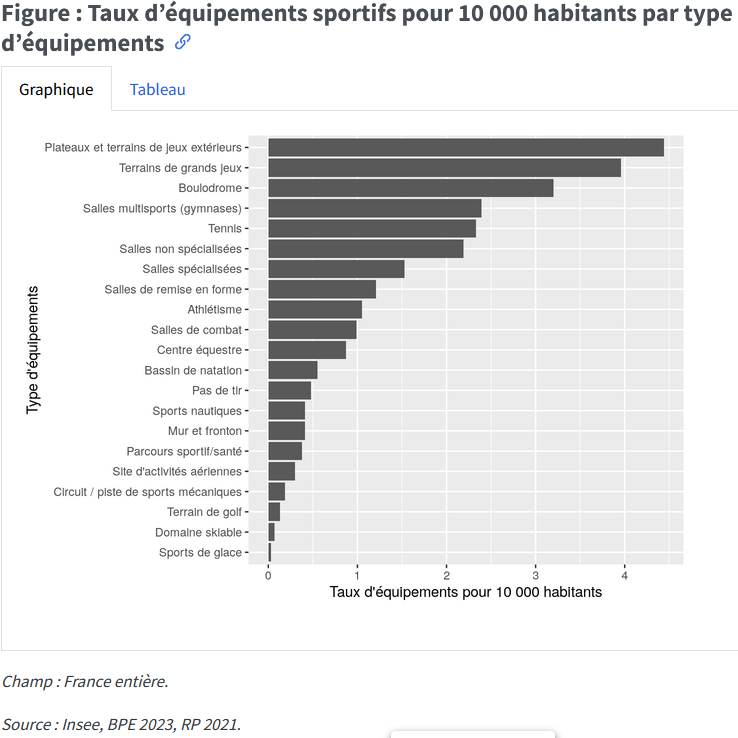 Figure : Taux d’équipements sportifs pour 10 000 habitants par type
d’équipements
Graphique
Tableau
Plateaux et terrains de jeux extérieurs
Terrains de grands jeux
Boulodrome
Salles multisports (gymnases)
Tennis
Salles non spécialisées
Salles spécialisées
Salles de remise en forme
Athlétisme
Salles de combat
Centre équestre
Bassin de natation
Pas de tir
Sports nautiques
Mur et fronton
Parcours sportif/santé
Site d'activités aériennes
Circuit / piste de sports mécaniques
Terrain de golf
Domaine skiable
Sports de glace
Type d'équipements
0 1 2 3 4
Taux d'équipements pour 10 000 habitants
Champ : France entière.
Source : Insee, BPE 2023, RP 2021.